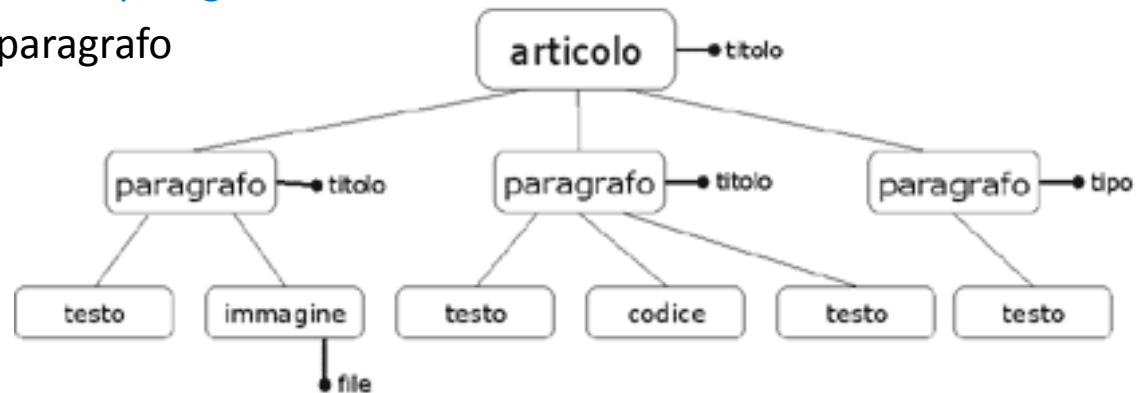 paragrafo
articolo
titolo
paragrafo
titolo
paragrafo
titolo
paragrafo
tipo
testo
immagine
testo
codice
testo
testo
file